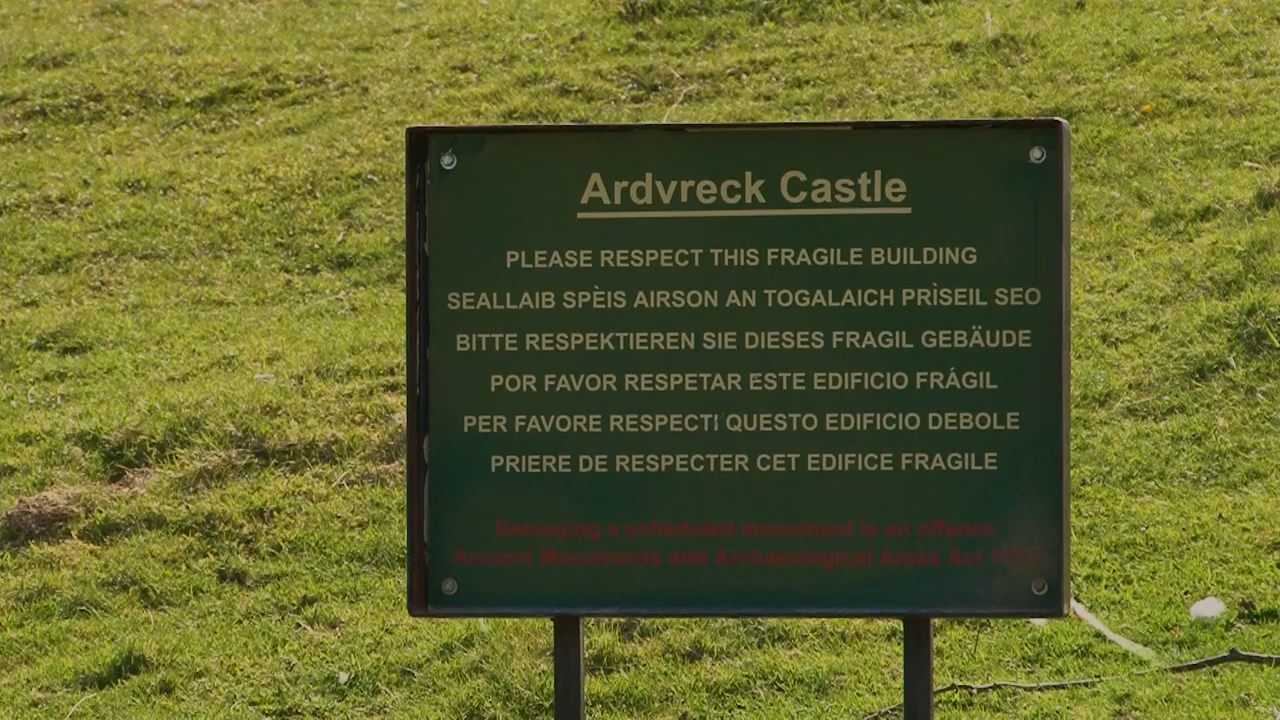 Ardvreck Castle
PLEASE RESPECT THIS FRAGILE BUILDING
SEALLAIB SPÈIS AIRSON AN TOGALAICH PRÌSEIL SEO
BITTE RESPEKTIEREN SIE DIESES FRAGIL GEBÄUDE
POR FAVOR RESPETAR ESTE EDIFICIO FRÁGIL
PER FAVORE RESPECTI QUESTO EDIFICIO DEBOLE
PRIERE DE RESPECTER CET EDIFICE FRAGILE
Damaging a scheduled monument is an offence
Ancient Monuments and Archaeological Areas Act